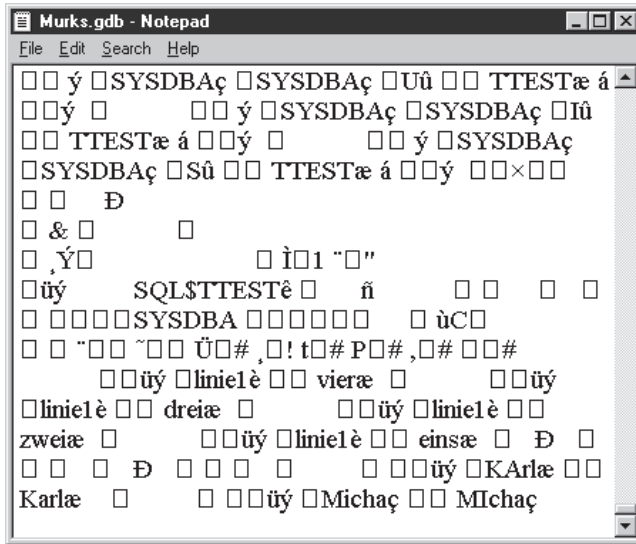 Murks.gdb - Notepad
File Edit Search Help
□□ ý □SYSDBAç □SYSDBAç □Uû □□ TTESTæ á
□□ý □ □□ ý □SYSDBAç □SYSDBAç □Iû
□□ TTESTæ á □□ý □ □□ ý □SYSDBAç
□SYSDBAç □Sû □□ TTESTæ á □□ý □□×□□
□ □ Ð
□ & □ □
□ ¸Ý□ □ Ì□1 ¨□"
□üý SQL$TTESTê □ ñ □ □ □ □
□ □□□□SYSDBA □□□□□□ □ ùC□
□ □ ¨□□ ˜□□ Ü□# ¸□! t□# P□# ,□# □□#
□□üý □linie1è □□ vieræ □ □□üý
□linie1è □□ dreiæ □ □□üý □linie1è □□
zweiæ □ □□üý □linie1è □□ einsæ □ Ð □
□ □ □ Ð □ □ □ □ □ □□üý □KArlæ □□
Karlæ □ □ □□üý □Michaç □□ MIchaç